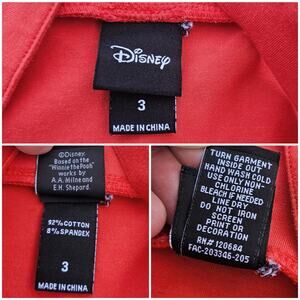 Disney
3
MADE IN CHINA
©Disney
Based on the
"Winnie the Pooh"
works by
A.A. Milne and
E.H. Shepard.
92% COTTON
8% SPANDEX
3
MADE IN CHINA
TURN GARMENT
INSIDE OUT
HAND WASH COLD
USE ONLY NON-
CHLORINE
BLEACH IF NEEDED
LINE DRY
DO NOT IRON
SCREEN
PRINT OR
DECORATION
RN# 120684
FAC-203346-205